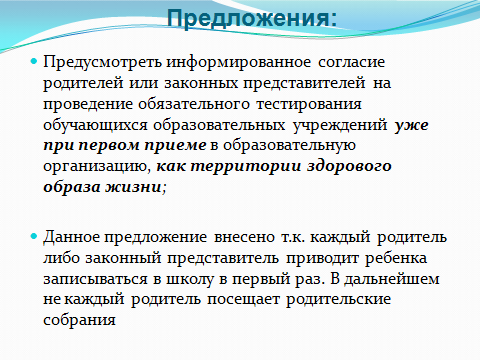 Предложения:
Предусмотреть информированное согласие
родителей или законных представителей на
проведение обязательного тестирования
обучающихся образовательных учреждений уже
при первом приеме в образовательную
организацию, как территории здорового
образа жизни;
Данное предложение внесено т.к. каждый родитель
либо законный представитель приводит ребенка
записываться в школу в первый раз. В дальнейшем
не каждый родитель посещает родительские
собрания